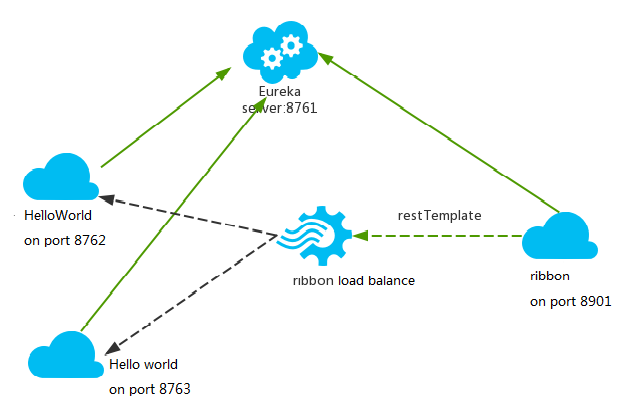 Eureka
server:8761
HelloWorld
on port 8762
restTemplate
ribbon load balance
ribbon
on port 8901
Hello world
on port 8763